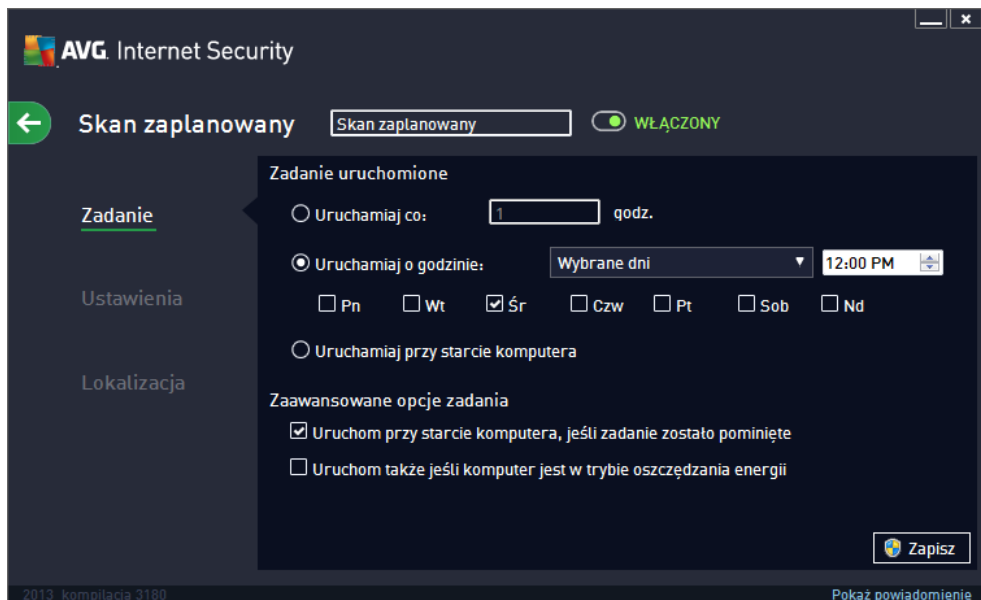 AVG. Internet Security
Skan zaplanowany
Skan zaplanowany
WŁĄCZONY
Zadanie
Ustawienia
Lokalizacja
Zadanie uruchomione
Uruchamiaj co: 1 godz.
Uruchamiaj o godzinie: Wybrane dni 12:00 PM
Pn Wt Śr Czw Pt Sob Nd
Uruchamiaj przy starcie komputera
Zaawansowane opcje zadania
Uruchom przy starcie komputera, jeśli zadanie zostało pominięte
Uruchom także jeśli komputer jest w trybie oszczędzania energii
Zapisz
2013 kompilacja 3180
Pokaż powiadomienie